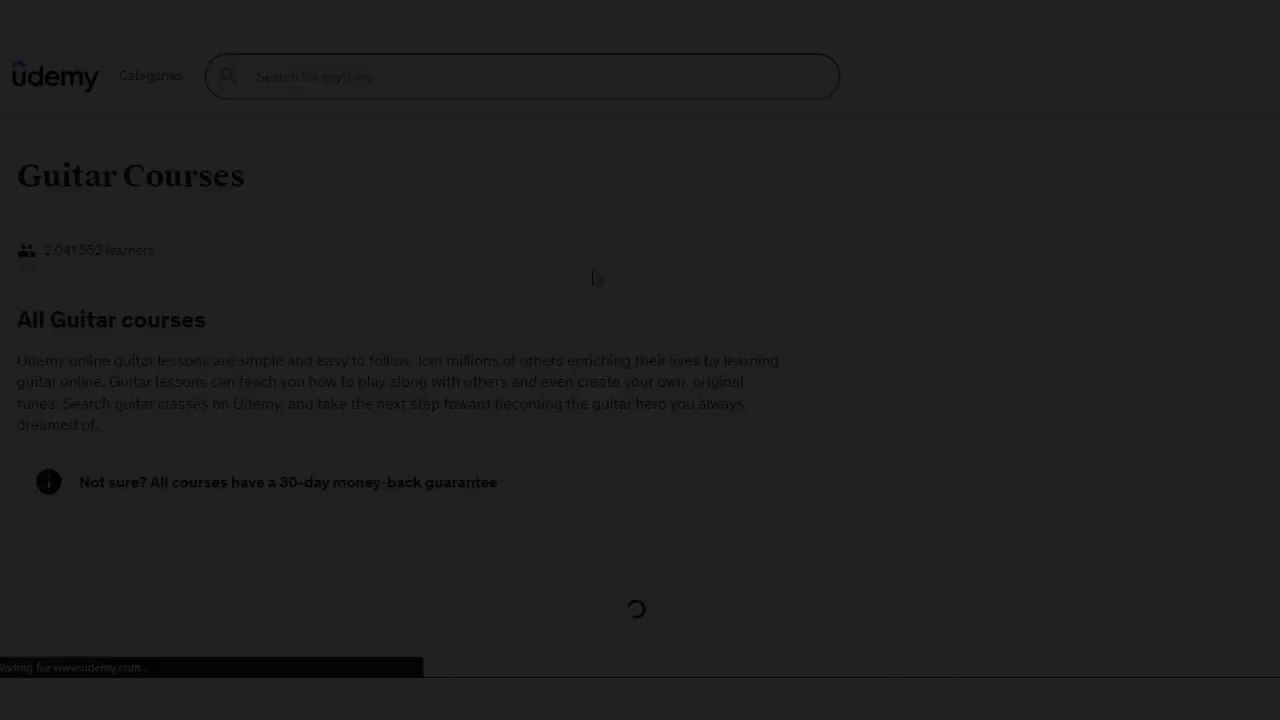 udemy
Categories
Search for anything
Guitar Courses
2,041,552 learners
All Guitar courses
Udemy online guitar lessons are simple and easy to follow. Join millions of others enriching their lives by learning
guitar online. Guitar lessons can teach you how to play along with others and even create your own, original
tunes. Search guitar classes on Udemy, and take the next step toward becoming the guitar hero you always
dreamed of.
Not sure? All courses have a 30-day money-back guarantee
Waiting for www.udemy.com...